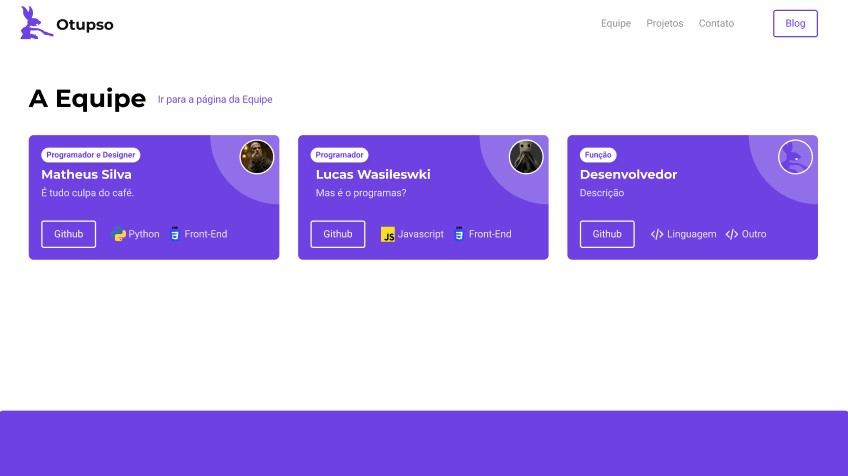 Otupso
Equipe Projetos Contato Blog
A Equipe Ir para a página da Equipe
Programador e Designer
Matheus Silva
É tudo culpa do café.
Github Python Front-End
Programador
Lucas Wasileswki
Mas é o programas?
Github JS Javascript Front-End
Função
Desenvolvedor
Descrição
Github Linguagem Outro